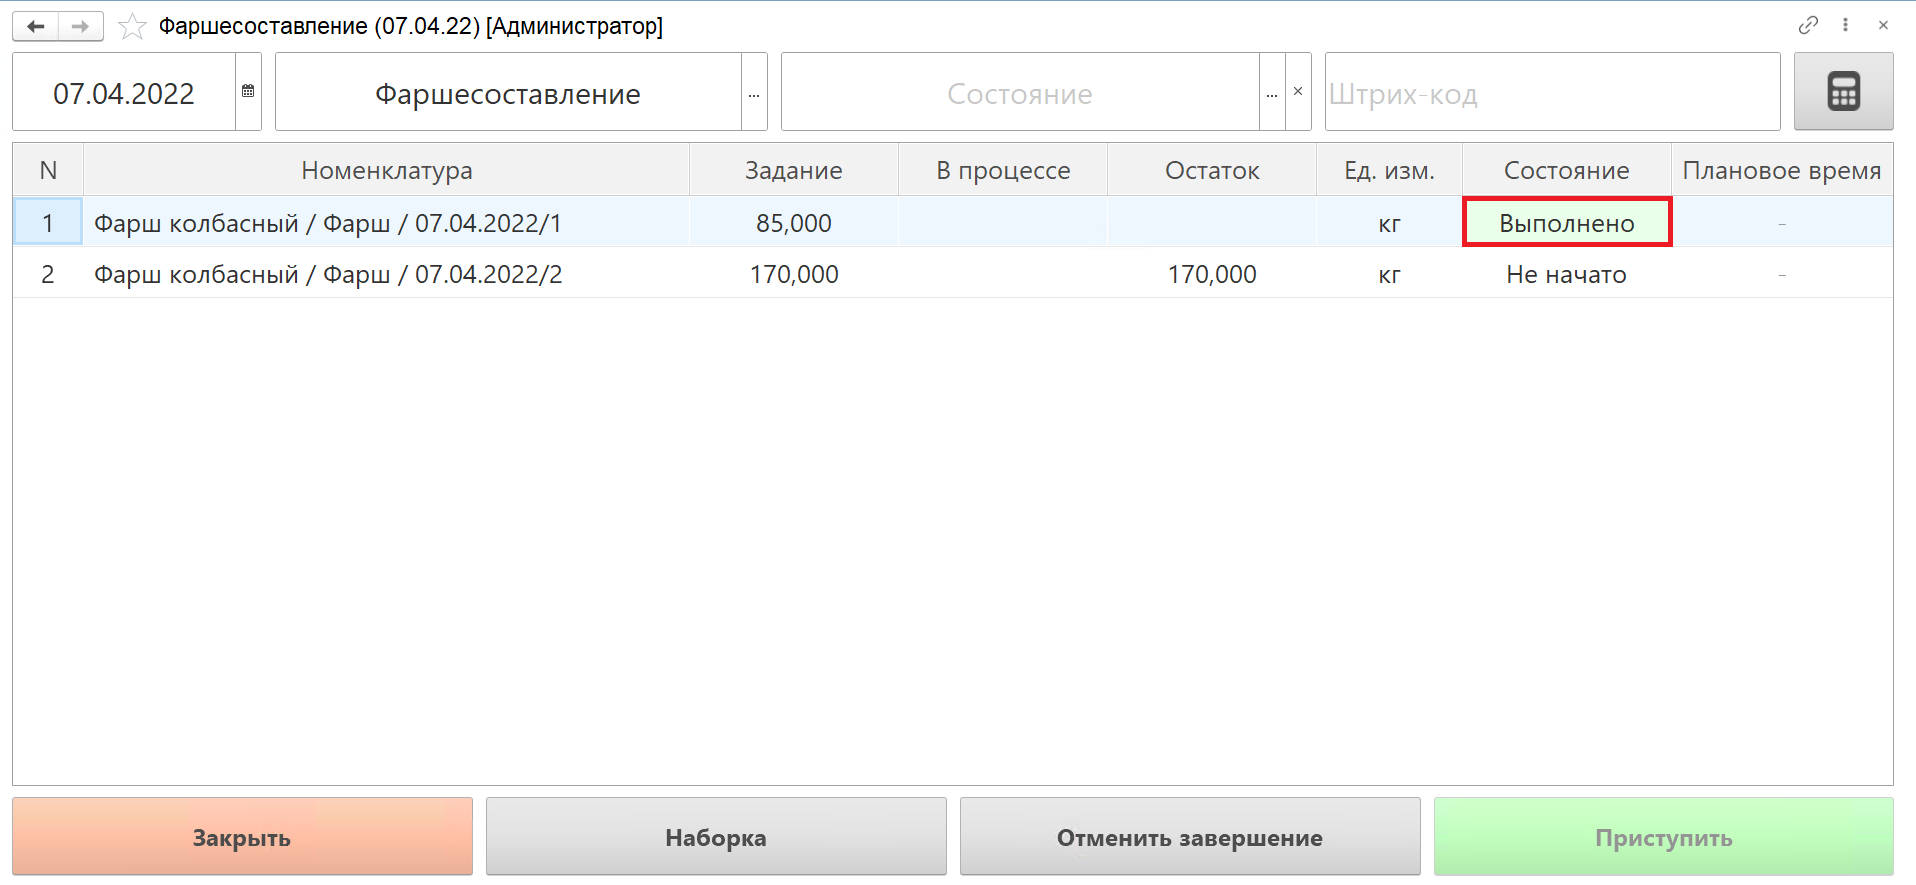 Фаршесоставление (07.04.22) [Администратор]
07.04.2022 Фаршесоставление ... Состояние ... × Штрих-код
N Номенклатура Задание В процессе Остаток Ед. изм. Состояние Плановое время
1 Фарш колбасный / Фарш / 07.04.2022/1 85,000 кг Выполнено -
2 Фарш колбасный / Фарш / 07.04.2022/2 170,000 170,000 кг Не начато -
Закрыть Наборка Отменить завершение Приступить